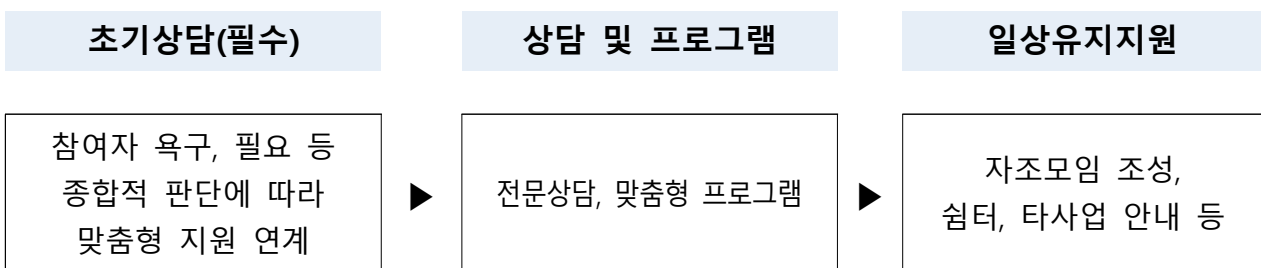 초기상담(필수)
상담 및 프로그램
일상유지지원
참여자 욕구, 필요 등
종합적 판단에 따라
맞춤형 지원 연계
▶
전문상담, 맞춤형 프로그램
▶
자조모임 조성,
쉼터, 타사업 안내 등